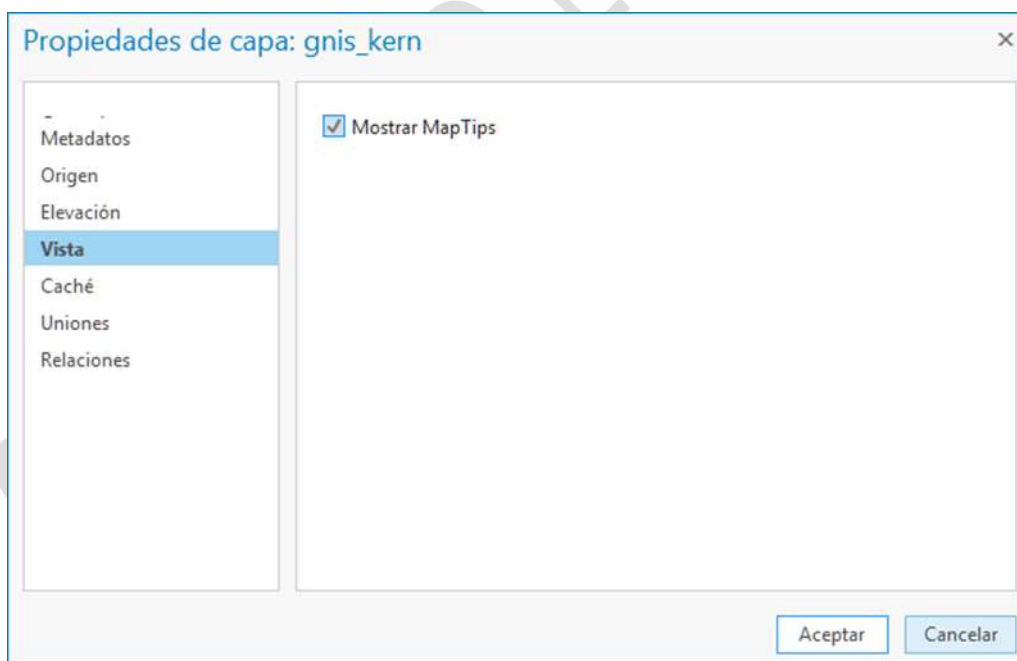 Propiedades de capa: gnis_kern
Metadatos
Origen
Elevación
Vista
Caché
Uniones
Relaciones
Mostrar MapTips
Aceptar
Cancelar